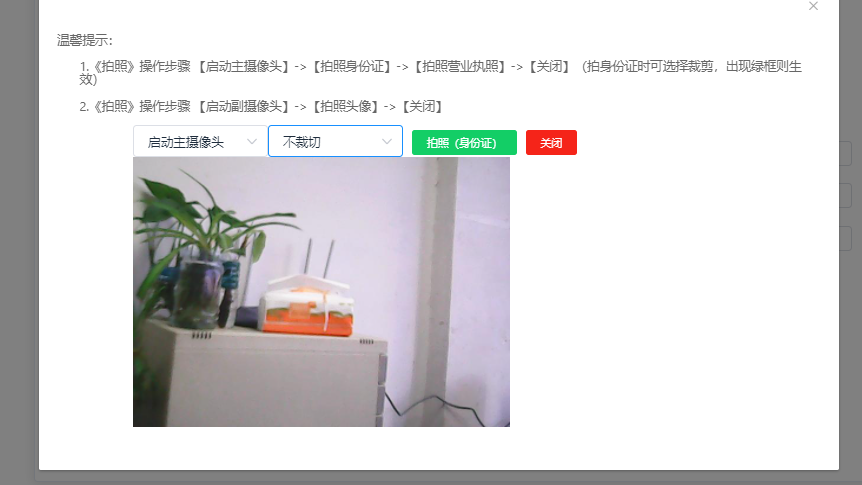 温馨提示：
1.《拍照》操作步骤 【启动主摄像头】->【拍照身份证】->【拍照营业执照】->【关闭】（拍身份证时可选择裁剪，出现绿框则生
效）
2.《拍照》操作步骤 【启动副摄像头】->【拍照头像】->【关闭】
启动主摄像头 不裁切 拍照（身份证） 关闭